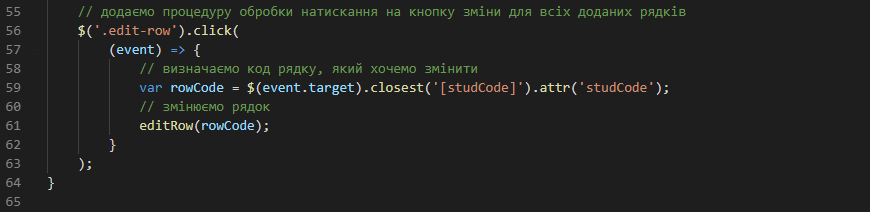 55 // додаємо процедуру обробки натискання на кнопку зміни для всіх доданих рядків
56 $('.edit-row').click(
57 (event) => {
58 // визначаємо код рядку, який хочемо змінити
59 var rowCode = $(event.target).closest('[studCode]').attr('studCode');
60 // змінюємо рядок
61 editRow(rowCode);
62 }
63 );
64 }
65